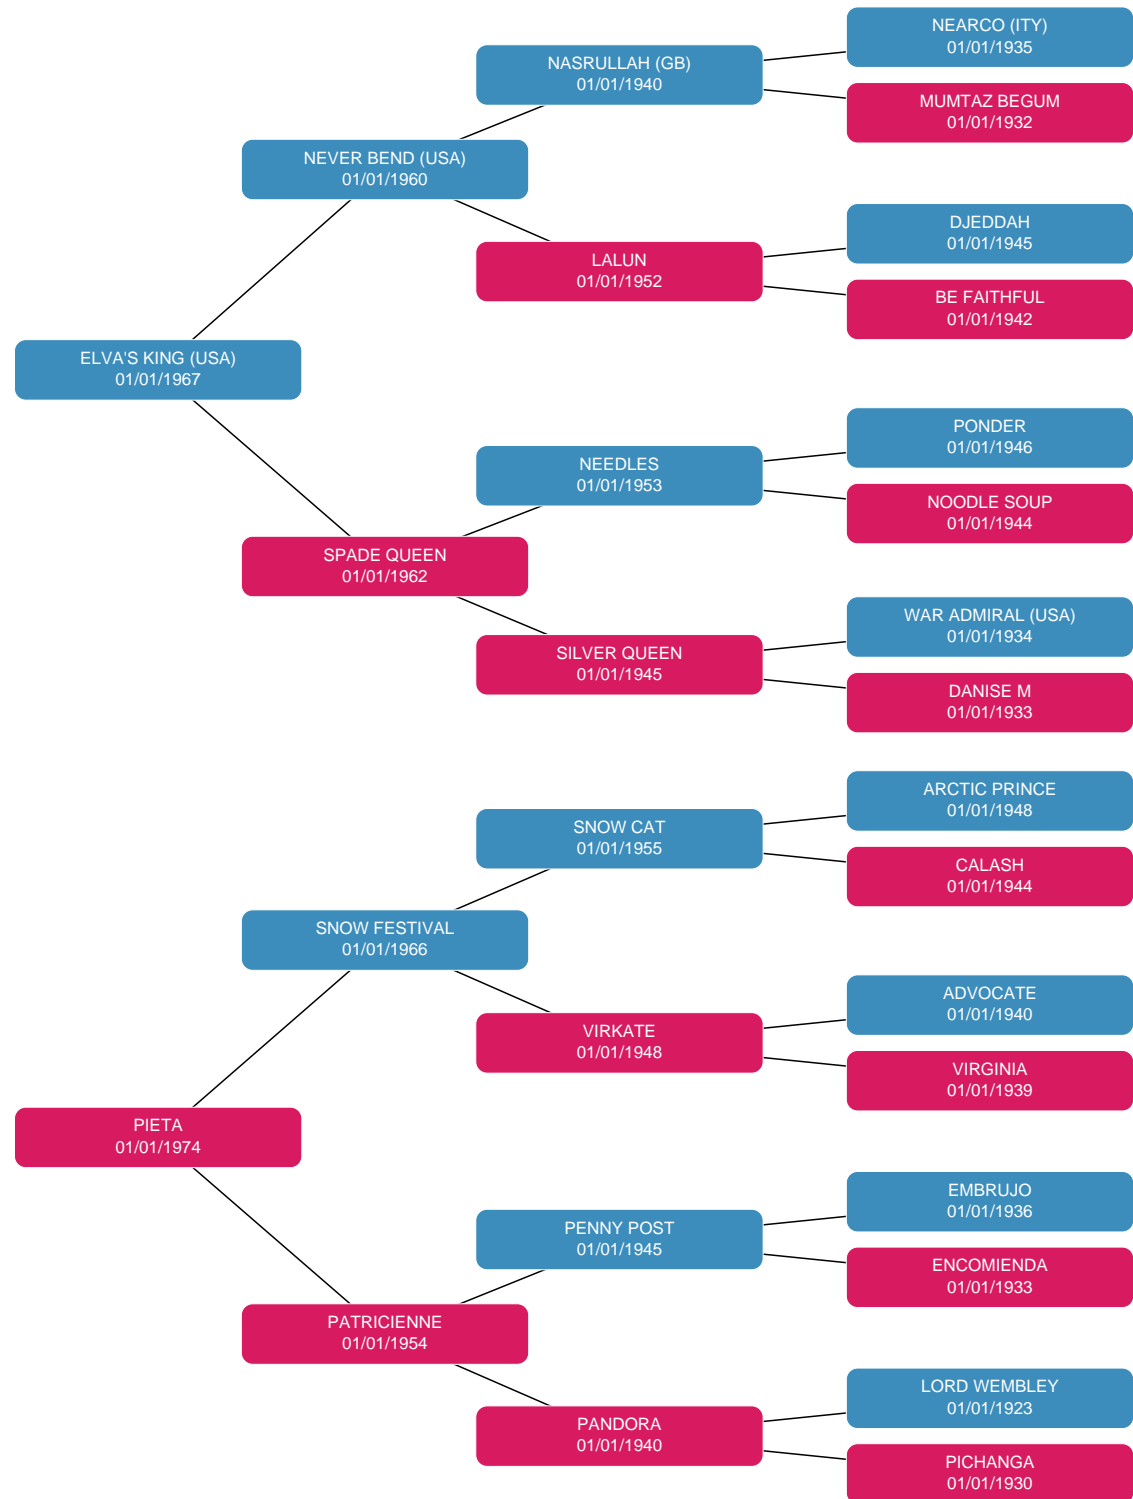 NEARCO (ITY)
01/01/1935
NASRULLAH (GB)
01/01/1940
MUMTAZ BEGUM
01/01/1932
NEVER BEND (USA)
01/01/1960
DJEDDAH
01/01/1945
LALUN
01/01/1952
BE FAITHFUL
01/01/1942
ELVA'S KING (USA)
01/01/1967
PONDER
01/01/1946
NEEDLES
01/01/1953
NOODLE SOUP
01/01/1944
SPADE QUEEN
01/01/1962
WAR ADMIRAL (USA)
01/01/1934
SILVER QUEEN
01/01/1945
DANISE M
01/01/1933
ARCTIC PRINCE
01/01/1948
SNOW CAT
01/01/1955
CALASH
01/01/1944
SNOW FESTIVAL
01/01/1966
ADVOCATE
01/01/1940
VIRKATE
01/01/1948
VIRGINIA
01/01/1939
PIETA
01/01/1974
EMBRUJO
01/01/1936
PENNY POST
01/01/1945
ENCOMIENDA
01/01/1933
PATRICIENNE
01/01/1954
LORD WEMBLEY
01/01/1923
PANDORA
01/01/1940
PICHANGA
01/01/1930